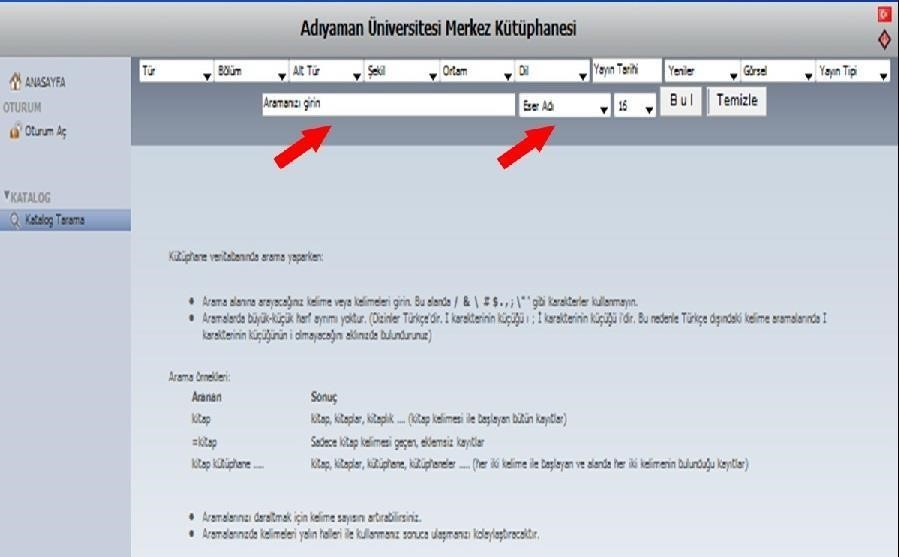 Adıyaman Üniversitesi Merkez Kütüphanesi
Tür Bölüm Alt Tür Şekil Ortam Dil Yayın Tarihi Yeniler Görsel Yayın Tipi
Aramanızı girin Eser Adı 15 Bul Temizle
ANASAYFA
OTURUM
Oturum Aç
KATALOG
Katalog Tarama
Kütüphane veritabanında arama yaparken:
Arama alanına arayacağınız kelime veya kelimeleri girin. Bu alanda / & \ # $ . , ; \ " ' gibi karakterler kullanmayın.
Aramalarda büyük-küçük harf ayrımı yoktur. (Dizinler Türkçe'dir. I karakterinin küçüğü ı ; İ karakterinin küçüğü i'dir. Bu nedenle Türkçe dışındaki kelime aramalarında I
karakterinin küçüğünün i olmayacağını aklınızda bulundurunuz)
Arama örnekleri:
Aranan Sonuç
kitap kitap, kitaplar, kitaplık .... (kitap kelimesi ile başlayan bütün kayıtlar)
=kitap Sadece kitap kelimesi geçen, eklemsiz kayıtlar
kitap kütüphane ..... kitap, kitaplar, kütüphane, kütüphaneler ..... (her iki kelime ile başlayan ve alanda her iki kelimenin bulunduğu kayıtlar)
Aramalarınızı daraltmak için kelime sayısını artırabilirsiniz.
Aramalarınızda kelimeleri yalın halleri ile kullanmanız sonuca ulaşmanızı kolaylaştıracaktır.